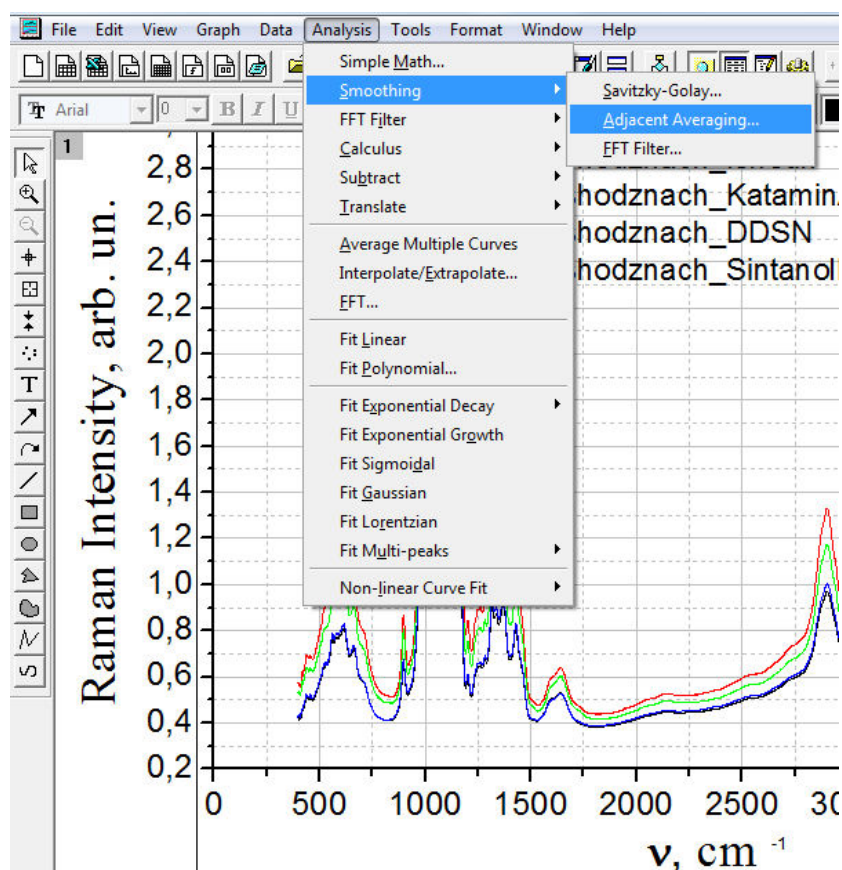 File Edit View Graph Data Analysis Tools Format Window Help
Arial 0 B I U
Simple Math...
Smoothing
FFT Filter
Calculus
Subtract
Translate
Average Multiple Curves
Interpolate/Extrapolate...
FFT...
Fit Linear
Fit Polynomial...
Fit Exponential Decay
Fit Exponential Growth
Fit Sigmoidal
Fit Gaussian
Fit Lorentzian
Fit Multi-peaks
Non-linear Curve Fit
Savitzky-Golay...
Adjacent Averaging...
FFT Filter...
1
T
hodznach_Katamin
hodznach_DDSN
hodznach_Sintanol
Raman Intensity, arb. un.
2,8
2,6
2,4
2,2
2,0
1,8
1,6
1,4
1,2
1,0
0,8
0,6
0,4
0,2
0 500 1000 1500 2000 2500 30
ν, cm -1